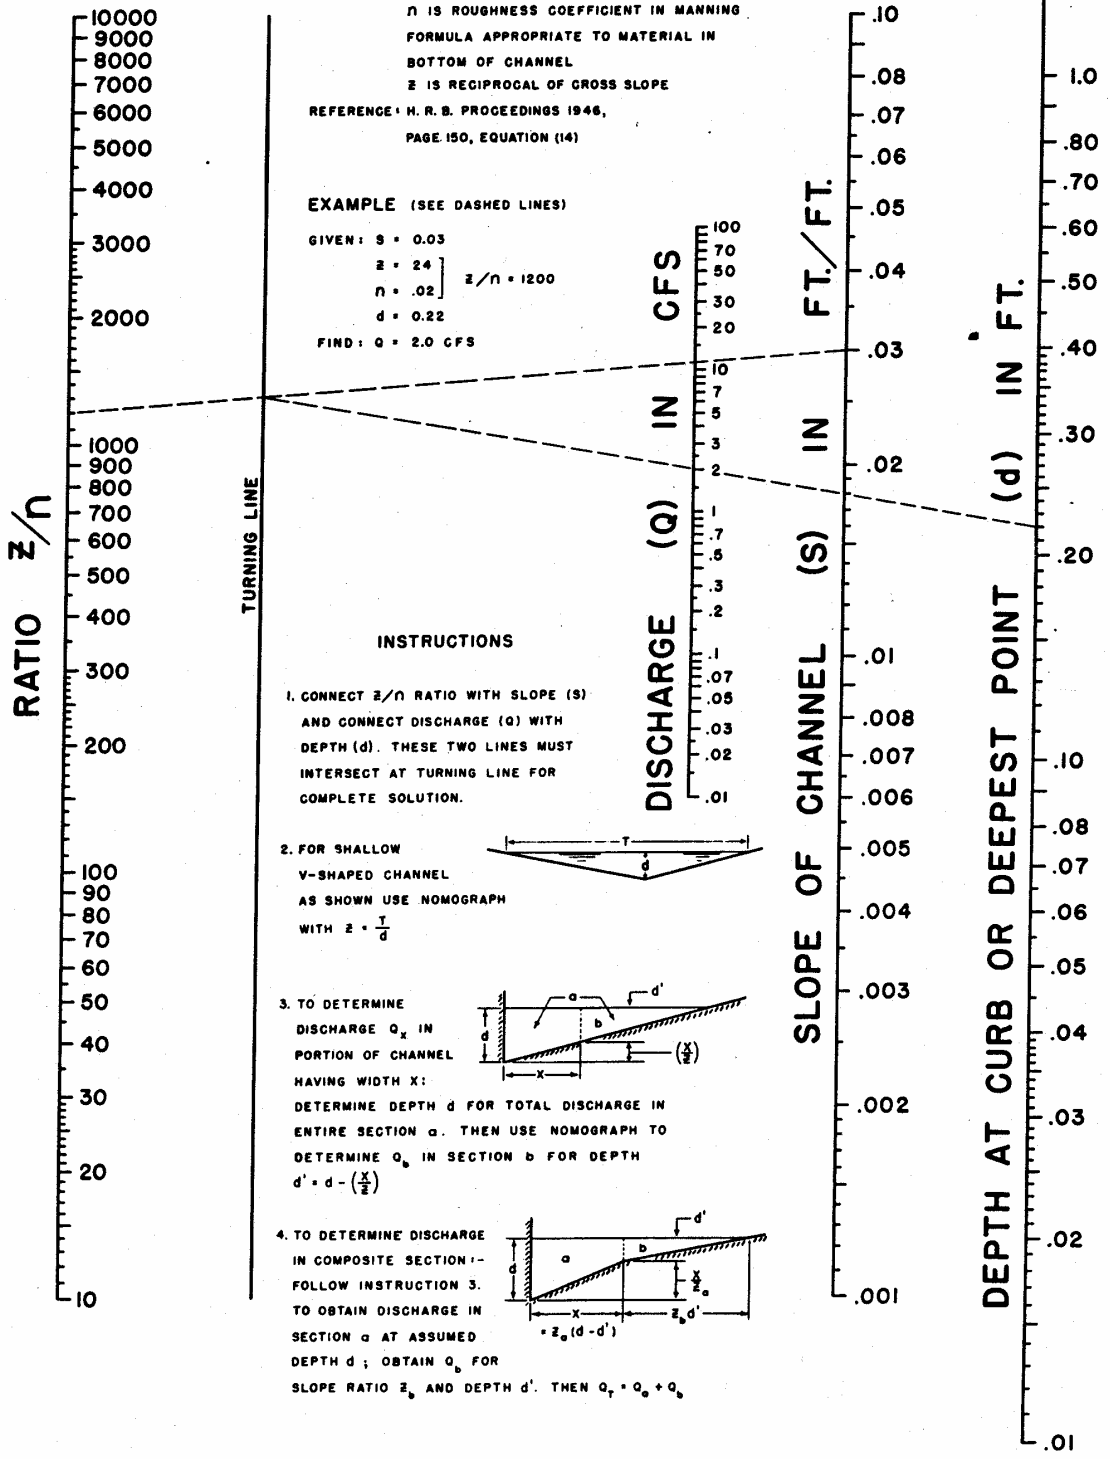 n IS ROUGHNESS COEFFICIENT IN MANNING
FORMULA APPROPRIATE TO MATERIAL IN
BOTTOM OF CHANNEL
z IS RECIPROCAL OF CROSS SLOPE
REFERENCE: H. R. B. PROCEEDINGS 1946,
PAGE 150, EQUATION (14)
EXAMPLE (SEE DASHED LINES)
GIVEN: S = 0.03
z = 24
n = .02
z/n = 1200
d = 0.22
FIND: Q = 2.0 CFS
RATIO z/n
10000
9000
8000
7000
6000
5000
4000
3000
2000
1000
900
800
700
600
500
400
300
200
100
90
80
70
60
50
40
30
20
10
TURNING LINE
DISCHARGE (Q) IN CFS
100
70
50
30
20
10
7
5
3
2
1
.7
.5
.3
.2
.1
.07
.05
.03
.02
.01
SLOPE OF CHANNEL (S) IN FT./FT.
.10
.08
.07
.06
.05
.04
.03
.02
.01
.008
.007
.006
.005
.004
.003
.002
.001
DEPTH AT CURB OR DEEPEST POINT (d) IN FT.
1.0
.80
.70
.60
.50
.40
.30
.20
.10
.08
.07
.06
.05
.04
.03
.02
.01
INSTRUCTIONS
1. CONNECT z/n RATIO WITH SLOPE (S)
AND CONNECT DISCHARGE (Q) WITH
DEPTH (d). THESE TWO LINES MUST
INTERSECT AT TURNING LINE FOR
COMPLETE SOLUTION.
2. FOR SHALLOW
V-SHAPED CHANNEL
AS SHOWN USE NOMOGRAPH
WITH z = T/d
T
d
3. TO DETERMINE
DISCHARGE Qx IN
PORTION OF CHANNEL
HAVING WIDTH X:
DETERMINE DEPTH d FOR TOTAL DISCHARGE IN
ENTIRE SECTION a. THEN USE NOMOGRAPH TO
DETERMINE Qb IN SECTION b FOR DEPTH
d' = d - (x/z)
a
d'
b
d
(x/z)
X
4. TO DETERMINE DISCHARGE
IN COMPOSITE SECTION:-
FOLLOW INSTRUCTION 3.
TO OBTAIN DISCHARGE IN
SECTION a AT ASSUMED
DEPTH d ; OBTAIN Qb FOR
SLOPE RATIO zb AND DEPTH d'. THEN QT = Qa + Qb
d'
b
a
d
x/za
X
zb d'
= za (d-d')